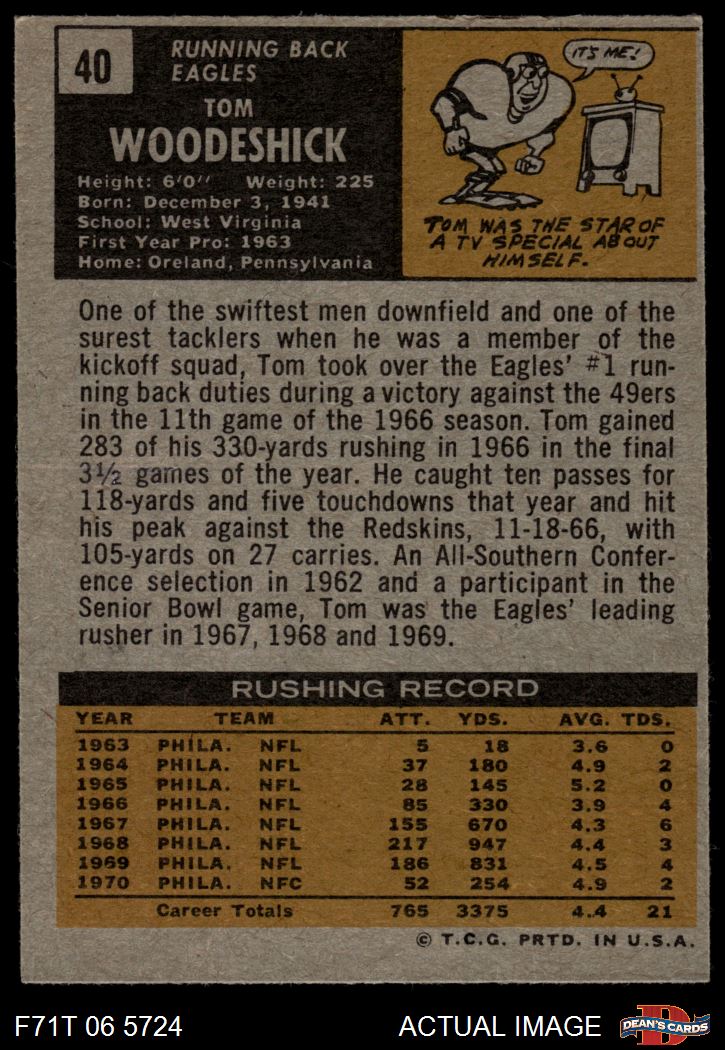 40
RUNNING BACK
EAGLES
TOM
WOODESHICK
Height: 6'0" Weight: 225
Born: December 3, 1941
School: West Virginia
First Year Pro: 1963
Home: Oreland, Pennsylvania
IT'S ME!
TOM WAS THE STAR OF
A TV SPECIAL ABOUT
HIMSELF.
One of the swiftest men downfield and one of the
surest tacklers when he was a member of the
kickoff squad, Tom took over the Eagles' #1 run-
ning back duties during a victory against the 49ers
in the 11th game of the 1966 season. Tom gained
283 of his 330-yards rushing in 1966 in the final
3½ games of the year. He caught ten passes for
118-yards and five touchdowns that year and hit
his peak against the Redskins, 11-18-66, with
105-yards on 27 carries. An All-Southern Confer-
ence selection in 1962 and a participant in the
Senior Bowl game, Tom was the Eagles' leading
rusher in 1967, 1968 and 1969.
RUSHING RECORD
YEAR TEAM ATT. YDS. AVG. TDS.
1963 PHILA. NFL 5 18 3.6 0
1964 PHILA. NFL 37 180 4.9 2
1965 PHILA. NFL 28 145 5.2 0
1966 PHILA. NFL 85 330 3.9 4
1967 PHILA. NFL 155 670 4.3 6
1968 PHILA. NFL 217 947 4.4 3
1969 PHILA. NFL 186 831 4.5 4
1970 PHILA. NFC 52 254 4.9 2
Career Totals 765 3375 4.4 21
© T.C.G. PRTD. IN U.S.A.
F71T 06 5724 ACTUAL IMAGE D DEAN'S CARDS